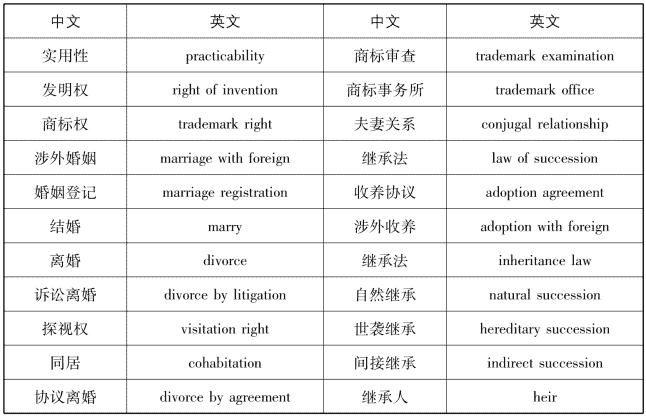 中文 英文 中文 英文
实用性 practicability 商标审查 trademark examination
发明权 right of invention 商标事务所 trademark office
商标权 trademark right 夫妻关系 conjugal relationship
涉外婚姻 marriage with foreign 继承法 law of succession
婚姻登记 marriage registration 收养协议 adoption agreement
结婚 marry 涉外收养 adoption with foreign
离婚 divorce 继承法 inheritance law
诉讼离婚 divorce by litigation 自然继承 natural succession
探视权 visitation right 世袭继承 hereditary succession
同居 cohabitation 间接继承 indirect succession
协议离婚 divorce by agreement 继承人 heir